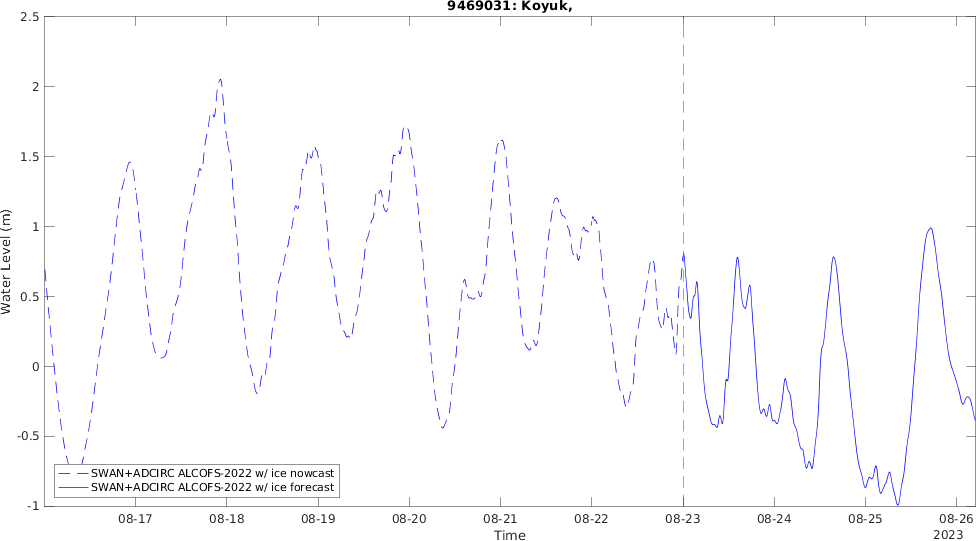 9469031: Koyuk,
2.5
2
1.5
1
0.5
0
-0.5
-1
Water Level (m)
SWAN+ADCIRC ALCOFS-2022 w/ ice nowcast
SWAN+ADCIRC ALCOFS-2022 w/ ice forecast
08-17 08-18 08-19 08-20 08-21 08-22 08-23 08-24 08-25 08-26
Time
2023